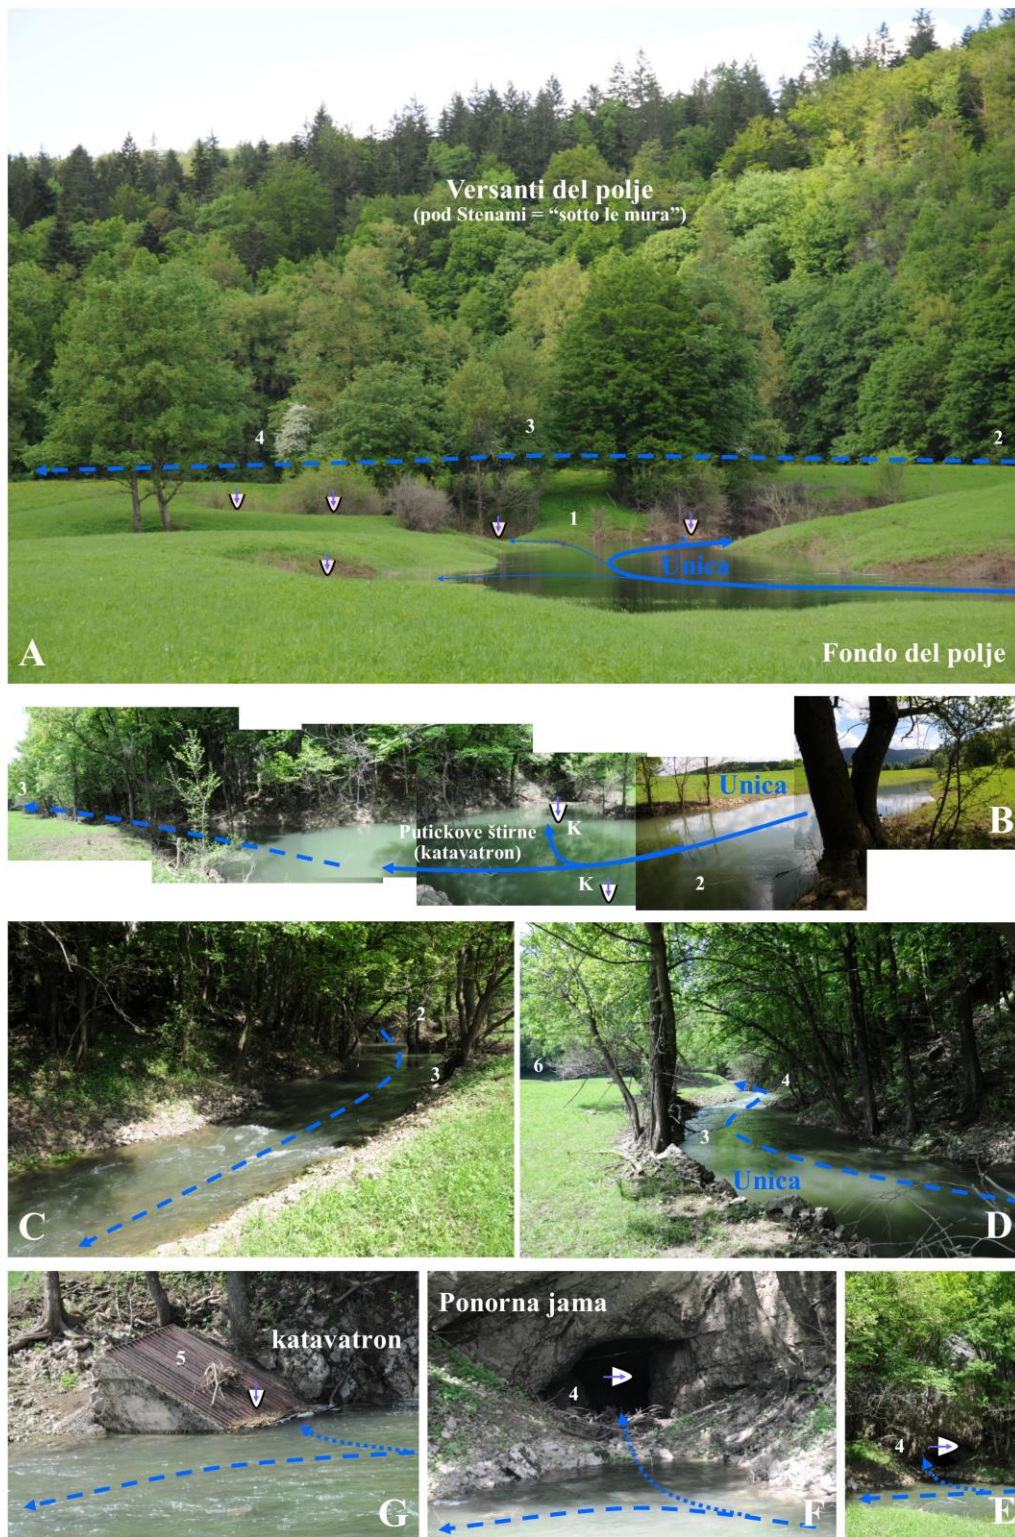 Versanti del polje
(pod Stenami = “sotto le mura”)
4
3
2
1
Unica
A
Fondo del polje
3
Unica
B
K
Putickove štirne
(katavatron)
K
2
2
3
C
6
4
3
Unica
D
5
katavatron
G
Ponorna jama
4
F
4
E